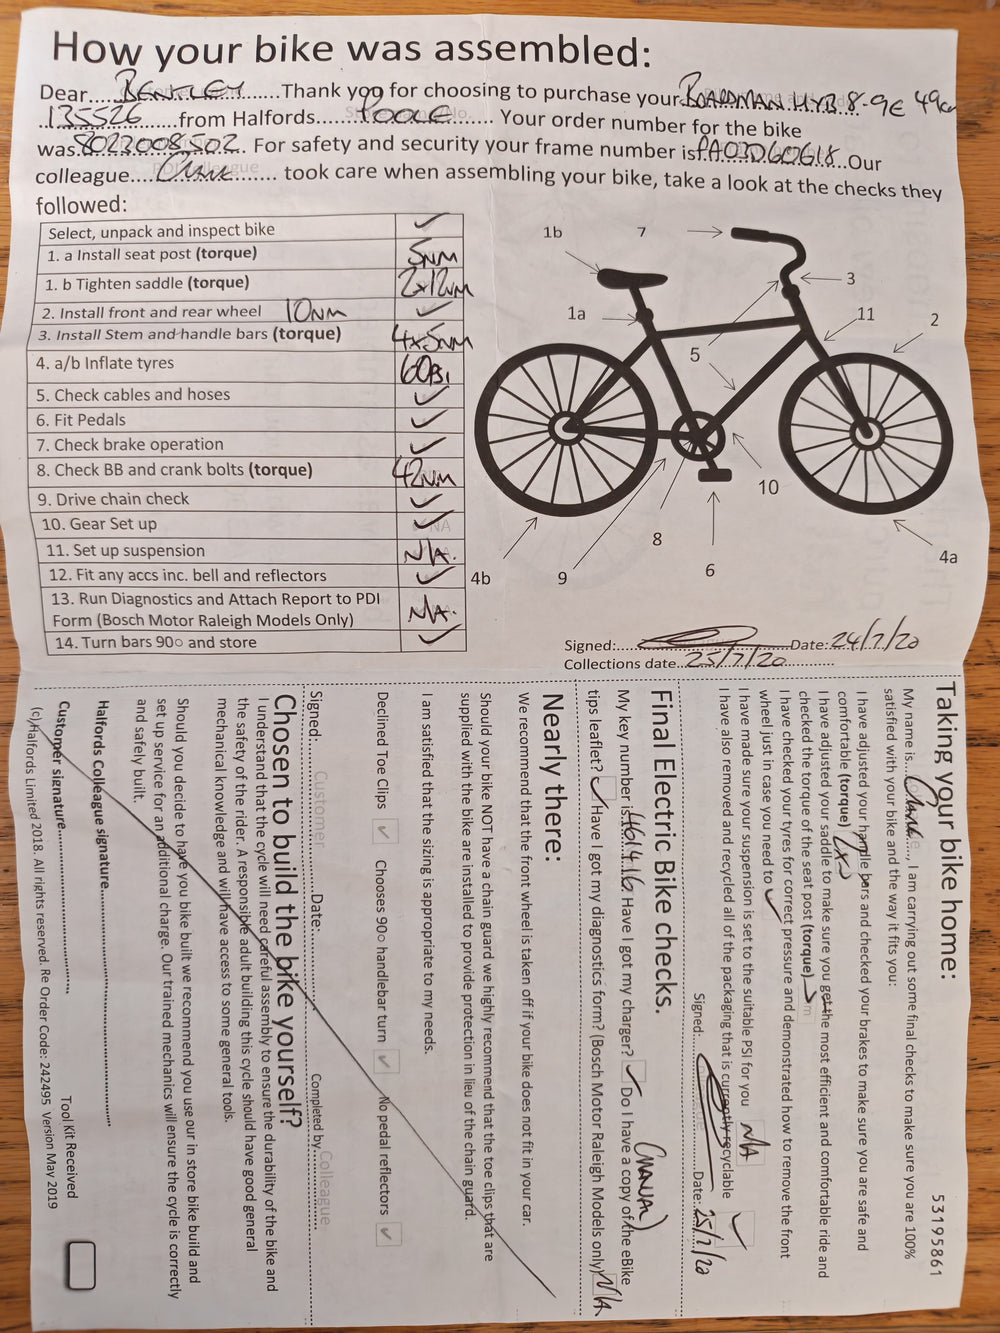 How your bike was assembled:
Dear.....BENTLEY.......Thank you for choosing to purchase your BOARDMAN HYB 8.9E 49cm
135526.......from Halfords.......POOLE....... Your order number for the bike
was.8023008502. For safety and security your frame number is:PA03D60618...Our
colleague........... took care when assembling your bike, take a look at the checks they
followed:
Select, unpack and inspect bike ✓
1. a Install seat post (torque) 5NM
1. b Tighten saddle (torque) 2x12NM
2. Install front and rear wheel 10NM ✓
3. Install Stem and handle bars (torque) 4x5NM
4. a/b Inflate tyres
5. Check cables and hoses ✓
6. Fit Pedals ✓
7. Check brake operation ✓
8. Check BB and crank bolts (torque) 42NM
9. Drive chain check ✓
10. Gear Set up ✓ NA
11. Set up suspension N/A.
12. Fit any accs inc. bell and reflectors ✓
13. Run Diagnostics and Attach Report to PDI
Form (Bosch Motor Raleigh Models Only) N/A.
14. Turn bars 90o and store ✓
1b
7
3
1a
11
2
5
10
8
4a
4b
9
6
Signed:..............Date:24/7/20
Collections date..25/7/20............
Taking your bike home:
53195861
My name is............., I am carrying out some final checks to make sure you are 100%
satisfied with your bike and the way it fits you:
I have adjusted your handle bars and checked your brakes to make sure you are safe and
comfortable (torque)
I have adjusted your saddle to make sure you get the most efficient and comfortable ride and
checked the torque of the seat post (torque)
I have checked your tyres for correct pressure and demonstrated how to remove the front
wheel just in case you need to ✓
I have made sure your suspension is set to the suitable PSI for you N/A
I have also removed and recycled all of the packaging that is currently recyclable ✓
Signed:..............Date:.25/7/20
Final Electric Bike checks.
My key number is Have I got my charger? ✓ Do I have a copy of the eBike
tips leaflet? ✓ Have I got my diagnostics form? (Bosch Motor Raleigh Models only) N/A
Nearly there:
We recommend that the front wheel is taken off if your bike does not fit in your car.
Should your bike NOT have a chain guard we highly recommend that the toe clips that are
supplied with the bike are installed to provide protection in lieu of the chain guard.
I am satisfied that the sizing is appropriate to my needs.
Declined Toe Clips ✓ Chooses 90o handlebar turn ✓ No pedal reflectors ✓
Signed:....Customer..........Date:.............. Completed by Colleague
Chosen to build the bike yourself?
I understand that the cycle will need careful assembly to ensure the durability of the bike and
the safety of the rider. A responsible adult building this cycle should have good general
mechanical knowledge and will have access to some general tools.
Should you decide to have you bike built we recommend you use our in store bike build and
set up service for an additional charge. Our trained mechanics will ensure the cycle is correctly
and safely built.
Halfords Colleague signature........................................
Customer signature........................................ Tool Kit Received
(c)Halfords Limited 2018. All rights reserved. Re Order Code: 242495 Version May 2019